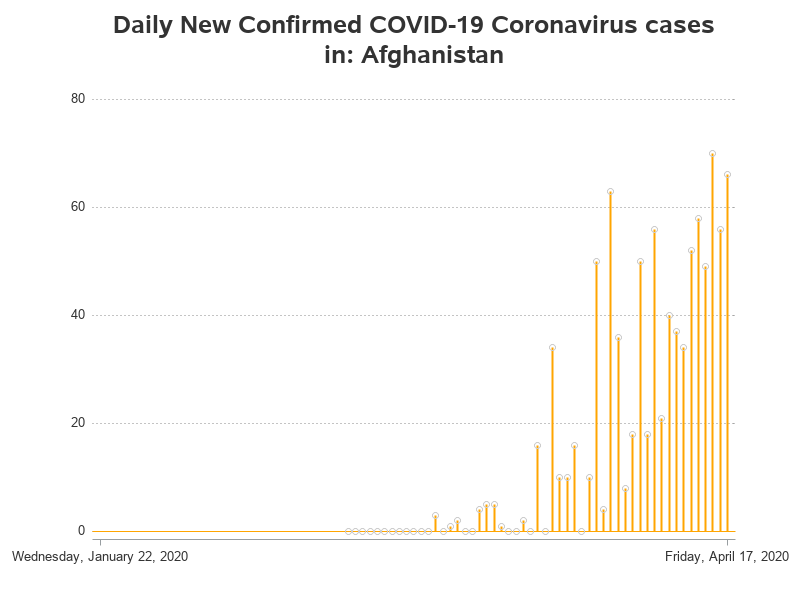 Daily New Confirmed COVID-19 Coronavirus cases
in: Afghanistan
80
60
40
20
0
Wednesday, January 22, 2020
Friday, April 17, 2020